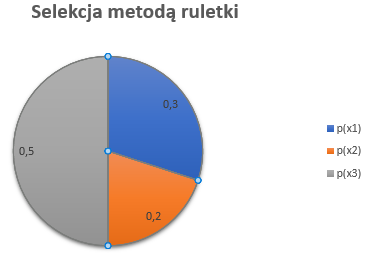 Selekcja metodą ruletki
0,3
0,5
0,2
p(x1)
p(x2)
p(x3)